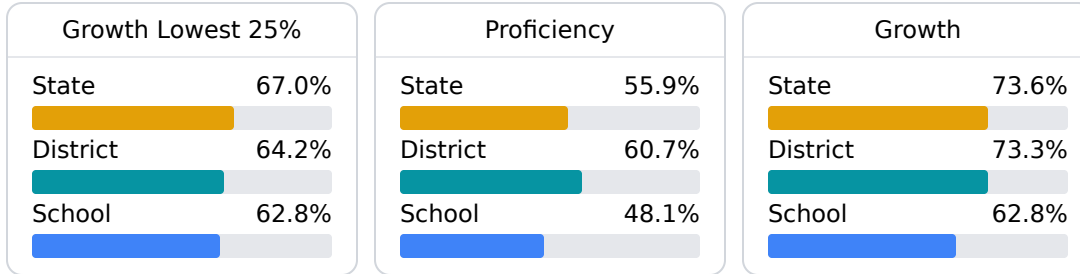 Growth Lowest 25%
State 67.0%
District 64.2%
School 62.8%
Proficiency
State 55.9%
District 60.7%
School 48.1%
Growth
State 73.6%
District 73.3%
School 62.8%